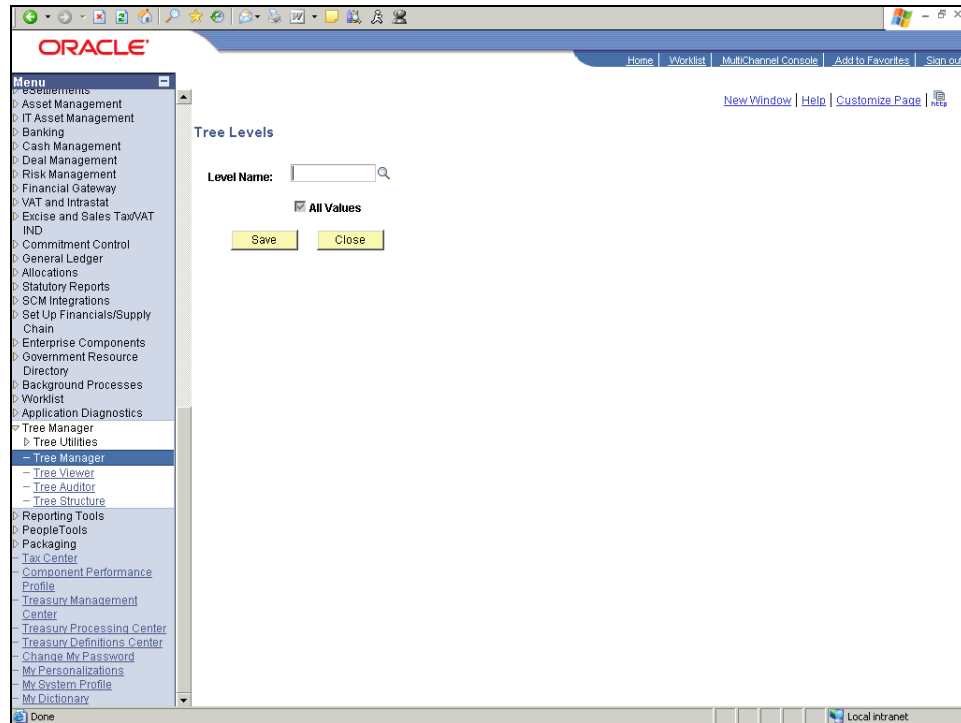 ORACLE'
Home | Worklist | MultiChannel Console | Add to Favorites | Sign out
Menu
eSettlements
Asset Management
IT Asset Management
Banking
Cash Management
Deal Management
Risk Management
Financial Gateway
VAT and Intrastat
Excise and Sales Tax/VAT
IND
Commitment Control
General Ledger
Allocations
Statutory Reports
SCM Integrations
Set Up Financials/Supply
Chain
Enterprise Components
Government Resource
Directory
Background Processes
Worklist
Application Diagnostics
Tree Manager
Tree Utilities
– Tree Manager
– Tree Viewer
– Tree Auditor
– Tree Structure
Reporting Tools
PeopleTools
Packaging
– Tax Center
– Component Performance
Profile
– Treasury Management
Center
– Treasury Processing Center
– Treasury Definitions Center
– Change My Password
– My Personalizations
– My System Profile
– My Dictionary
New Window | Help | Customize Page | http
Tree Levels
Level Name:
All Values
Save Close
Done
Local intranet